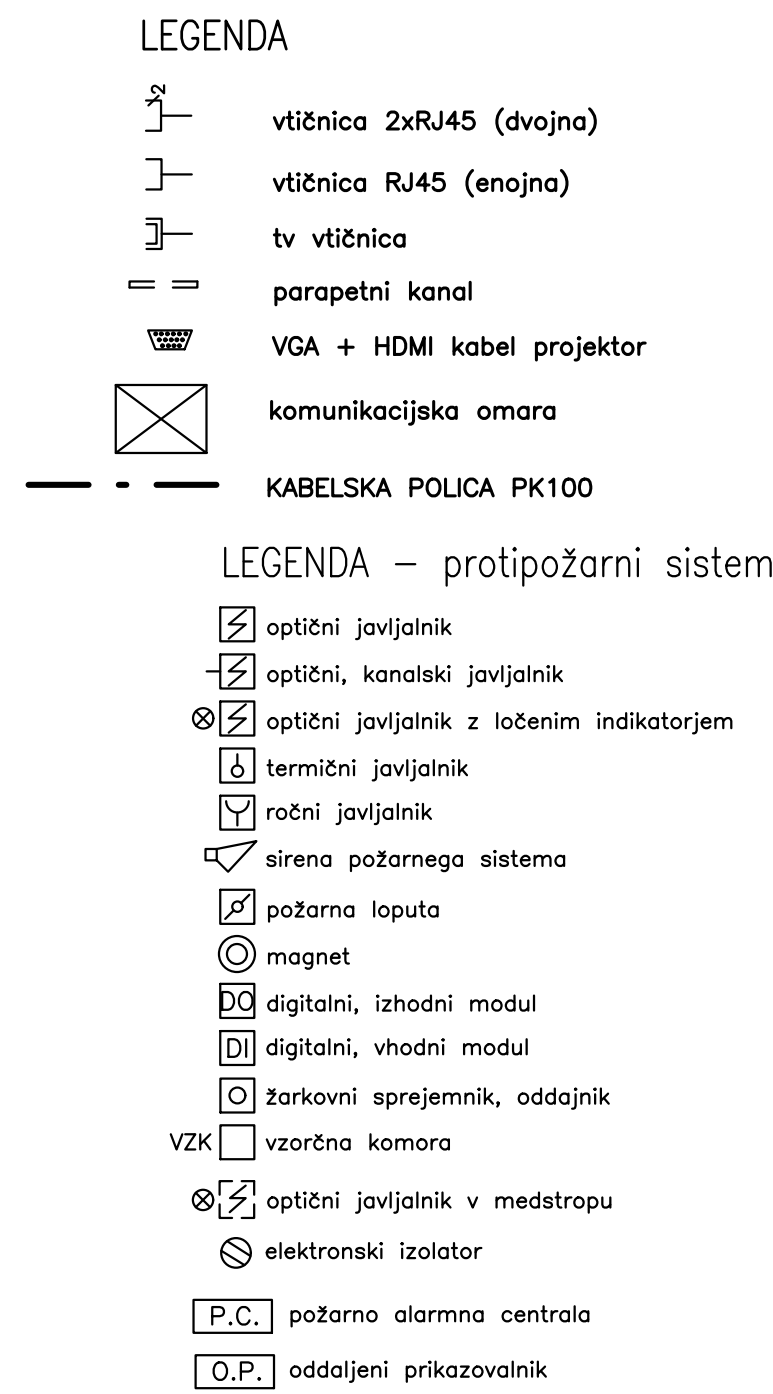 LEGENDA
2
vtičnica 2xRJ45 (dvojna)
vtičnica RJ45 (enojna)
tv vtičnica
parapetni kanal
VGA + HDMI kabel projektor
komunikacijska omara
KABELSKA POLICA PK100
LEGENDA – protipožarni sistem
optični javljalnik
optični, kanalski javljalnik
optični javljalnik z ločenim indikatorjem
termični javljalnik
ročni javljalnik
sirena požarnega sistema
požarna loputa
magnet
DO digitalni, izhodni modul
DI digitalni, vhodni modul
žarkovni sprejemnik, oddajnik
VZK vzorčna komora
optični javljalnik v medstropu
elektronski izolator
P.C. požarno alarmna centrala
O.P. oddaljeni prikazovalnik